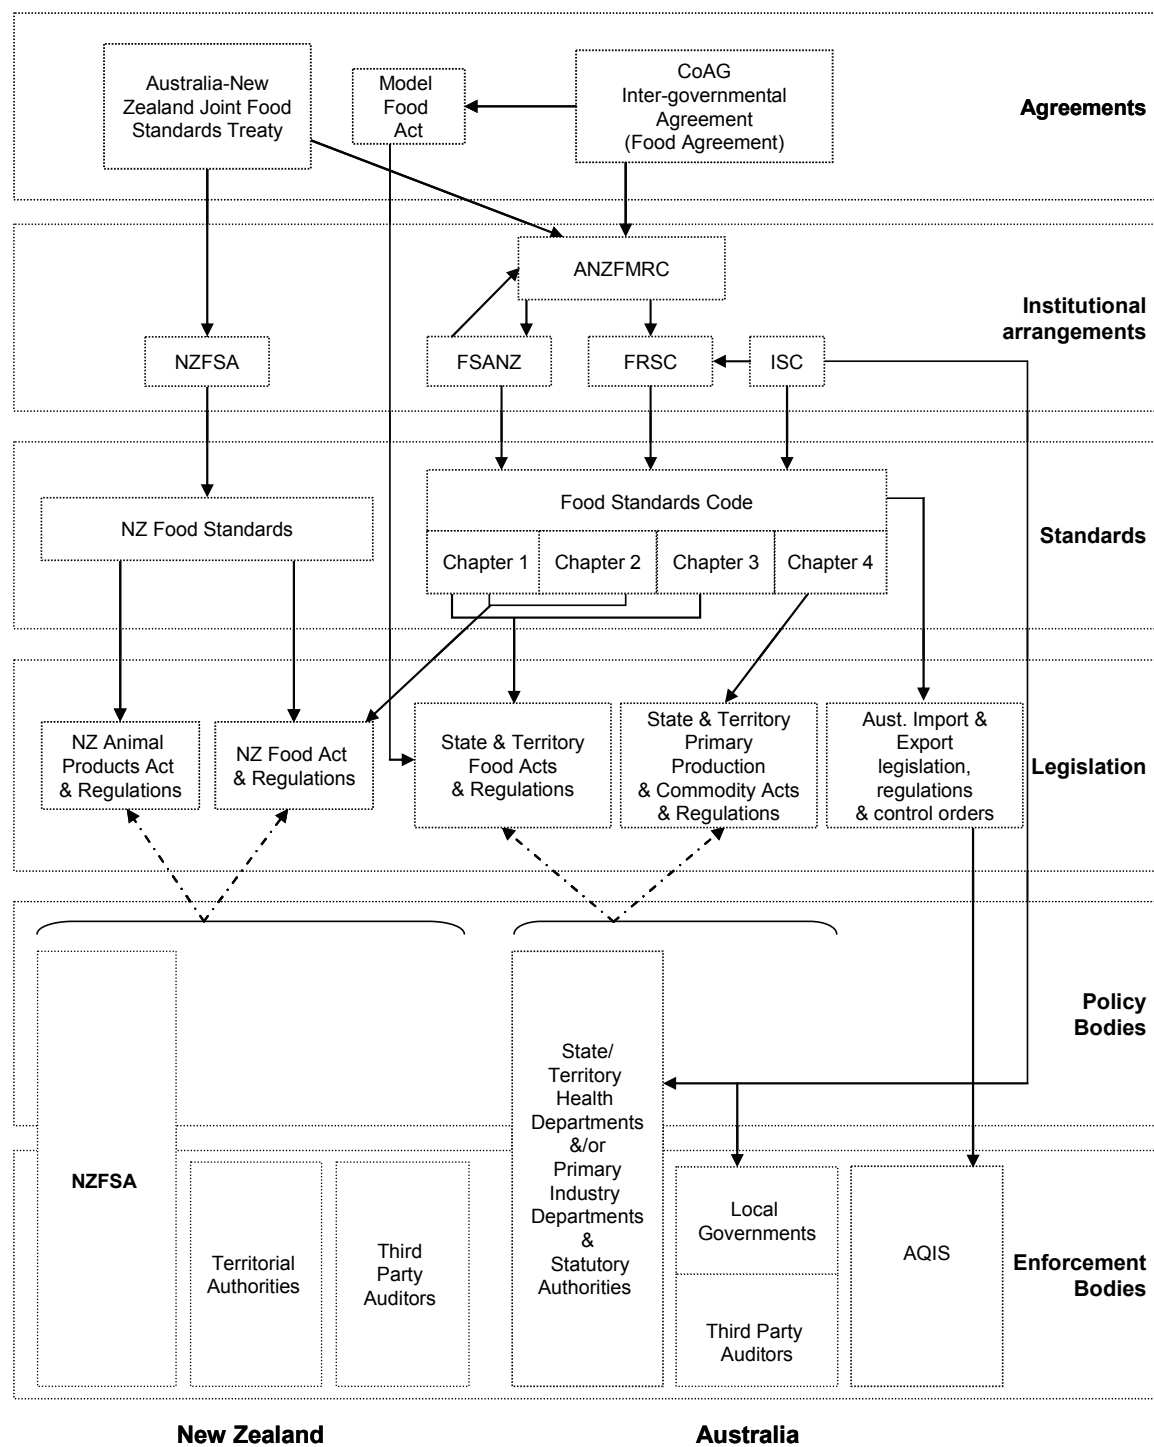 Australia-New
Zealand Joint Food
Standards Treaty
Model
Food
Act
CoAG
Inter-governmental
Agreement
(Food Agreement)
Agreements
ANZFMRC
Institutional
arrangements
NZFSA
FSANZ
FRSC
ISC
NZ Food Standards
Food Standards Code
Chapter 1
Chapter 2
Chapter 3
Chapter 4
Standards
NZ Animal
Products Act
& Regulations
NZ Food Act
& Regulations
State & Territory
Food Acts
& Regulations
State & Territory
Primary
Production
& Commodity Acts
& Regulations
Aust. Import &
Export
legislation,
regulations
& control orders
Legislation
Policy
Bodies
NZFSA
Territorial
Authorities
Third
Party
Auditors
State/
Territory
Health
Departments
&/or
Primary
Industry
Departments
&
Statutory
Authorities
Local
Governments
Third Party
Auditors
AQIS
Enforcement
Bodies
New Zealand
Australia